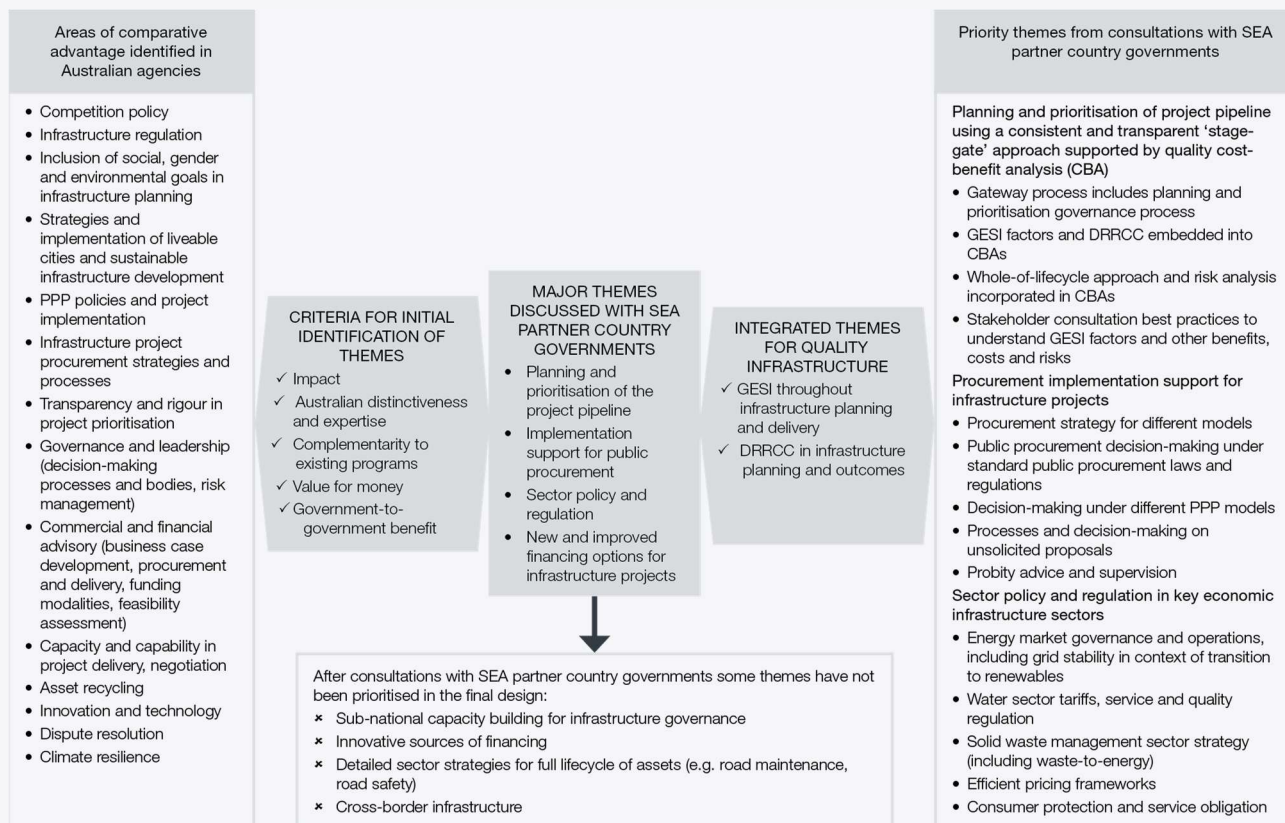 Areas of comparative
advantage identified in
Australian agencies
• Competition policy
• Infrastructure regulation
• Inclusion of social, gender
and environmental goals in
infrastructure planning
• Strategies and
implementation of liveable
cities and sustainable
infrastructure development
• PPP policies and project
implementation
• Infrastructure project
procurement strategies and
processes
• Transparency and rigour in
project prioritisation
• Governance and leadership
(decision-making
processes and bodies, risk
management)
• Commercial and financial
advisory (business case
development, procurement
and delivery, funding
modalities, feasibility
assessment)
• Capacity and capability in
project delivery, negotiation
• Asset recycling
• Innovation and technology
• Dispute resolution
• Climate resilience
CRITERIA FOR INITIAL
IDENTIFICATION OF
THEMES
✓ Impact
✓ Australian distinctiveness
and expertise
✓ Complementarity to
existing programs
✓ Value for money
✓ Government-to-
government benefit
MAJOR THEMES
DISCUSSED WITH SEA
PARTNER COUNTRY
GOVERNMENTS
• Planning and
prioritisation of the
project pipeline
• Implementation
support for public
procurement
• Sector policy and
regulation
• New and improved
financing options for
infrastructure projects
INTEGRATED THEMES
FOR QUALITY
INFRASTRUCTURE
✓ GESI throughout
infrastructure planning
and delivery
✓ DRRCC in infrastructure
planning and outcomes
After consultations with SEA partner country governments some themes have not
been prioritised in the final design:
× Sub-national capacity building for infrastructure governance
× Innovative sources of financing
× Detailed sector strategies for full lifecycle of assets (e.g. road maintenance,
road safety)
× Cross-border infrastructure
Priority themes from consultations with SEA
partner country governments
Planning and prioritisation of project pipeline
using a consistent and transparent ‘stage-
gate’ approach supported by quality cost-
benefit analysis (CBA)
• Gateway process includes planning and
prioritisation governance process
• GESI factors and DRRCC embedded into
CBAs
• Whole-of-lifecycle approach and risk analysis
incorporated in CBAs
• Stakeholder consultation best practices to
understand GESI factors and other benefits,
costs and risks
Procurement implementation support for
infrastructure projects
• Procurement strategy for different models
• Public procurement decision-making under
standard public procurement laws and
regulations
• Decision-making under different PPP models
• Processes and decision-making on
unsolicited proposals
• Probity advice and supervision
Sector policy and regulation in key economic
infrastructure sectors
• Energy market governance and operations,
including grid stability in context of transition
to renewables
• Water sector tariffs, service and quality
regulation
• Solid waste management sector strategy
(including waste-to-energy)
• Efficient pricing frameworks
• Consumer protection and service obligation